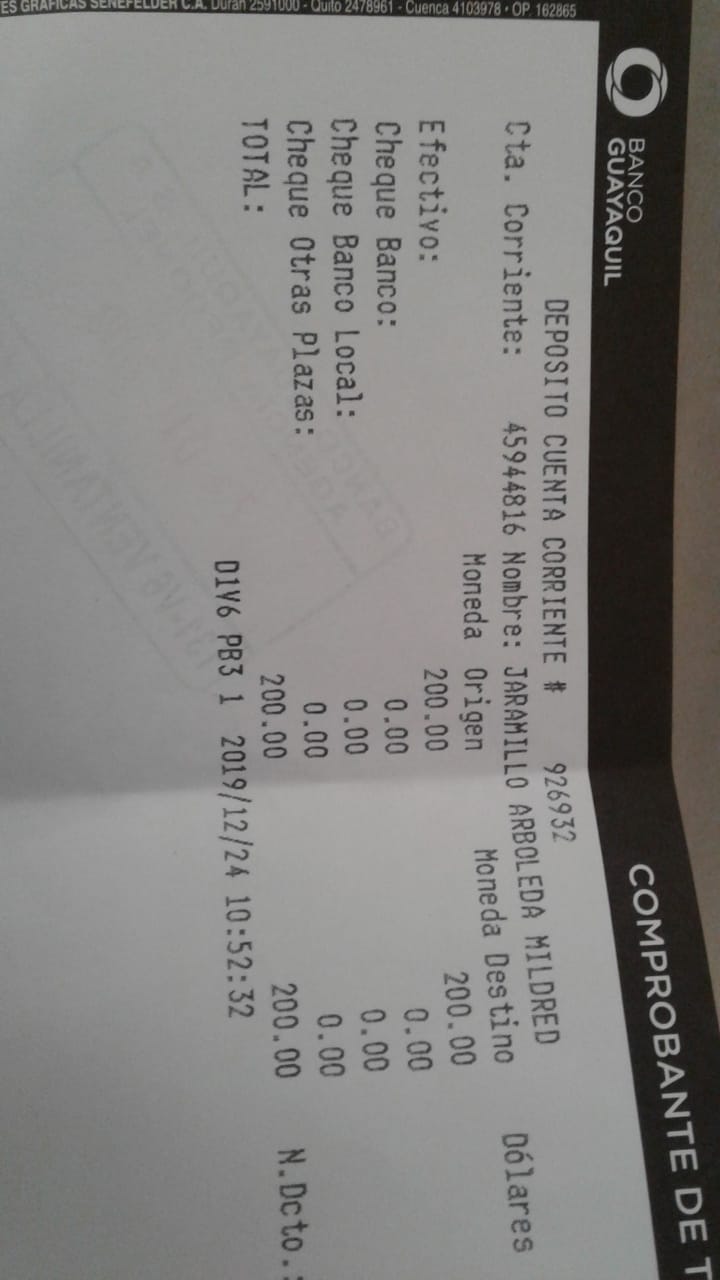 BANCO
GUAYAQUIL
COMPROBANTE DE T
DEPOSITO CUENTA CORRIENTE # 926932
Cta. Corriente: 45944816 Nombre: JARAMILLO ARBOLEDA MILDRED
Moneda Origen Moneda Destino Dólares
Efectivo: 200.00 200.00
Cheque Banco: 0.00 0.00
Cheque Banco Local: 0.00 0.00
Cheque Otras Plazas: 0.00 0.00
TOTAL: 200.00 200.00 N.Dcto.:
D1V6 PB3 1 2019/12/24 10:52:32
ES GRÁFICAS SENEFELDER C.A. Durán 2591000 - Quito 2478961 - Cuenca 4103978 • OP. 162865